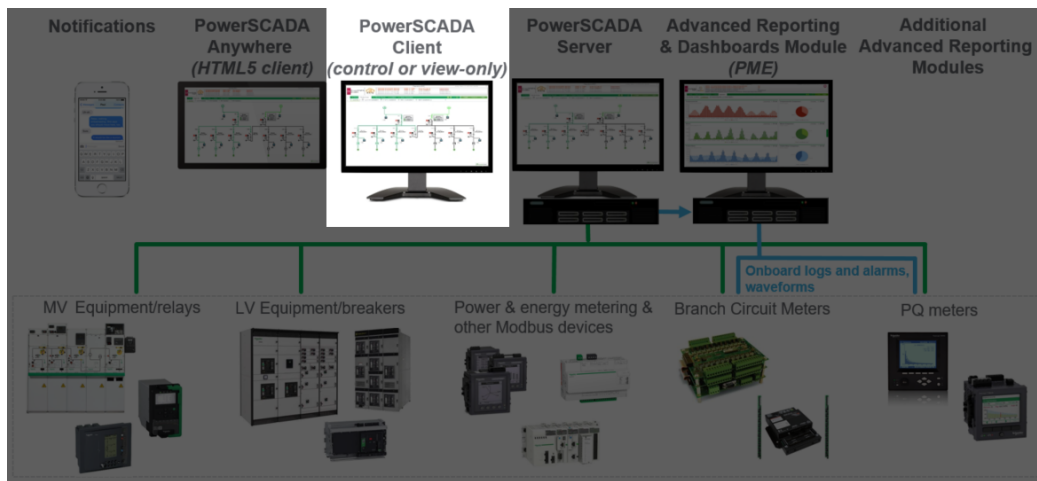 Notifications
PowerSCADA
Anywhere
(HTML5 client)
PowerSCADA
Client
(control or view-only)
PowerSCADA
Server
Advanced Reporting
& Dashboards Module
(PME)
Additional
Advanced Reporting
Modules
Onboard logs and alarms,
waveforms
MV Equipment/relays
LV Equipment/breakers
Power & energy metering &
other Modbus devices
Branch Circuit Meters
PQ meters